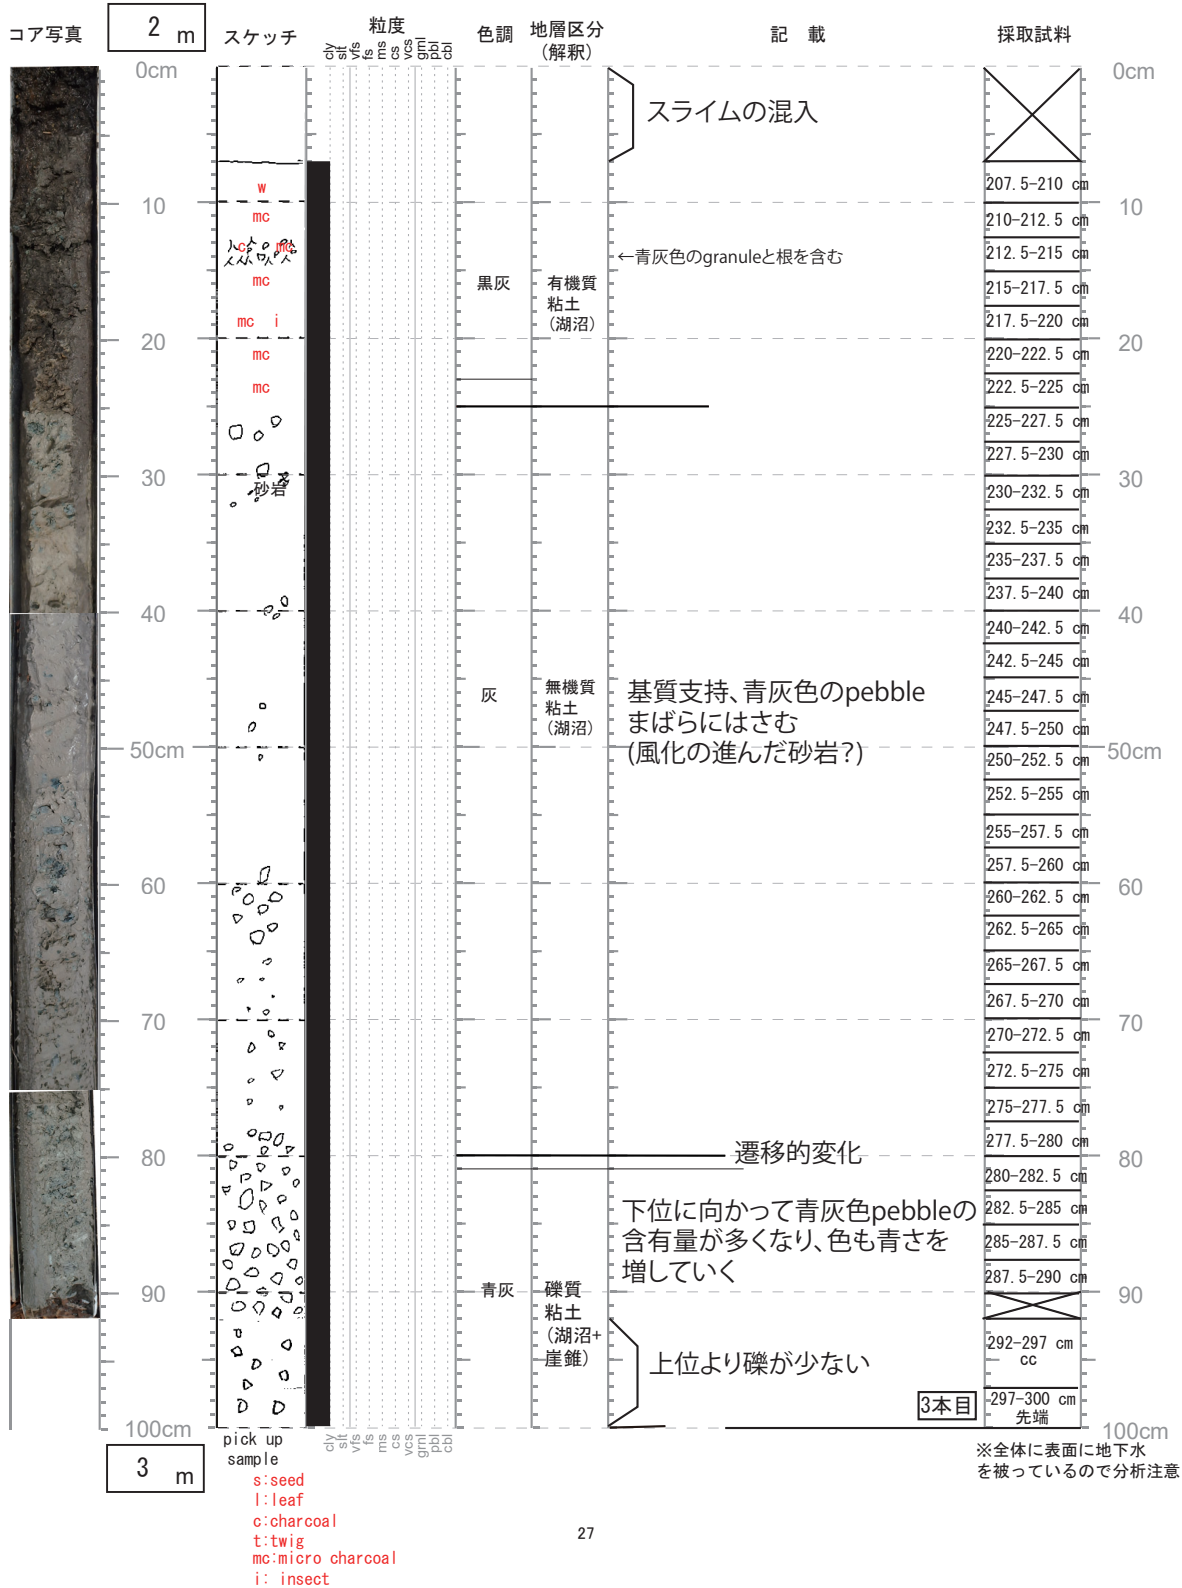 コア写真
2 m
スケッチ
粒度
cly slt vfs fs ms cs vcs grnl pbl cbl
色調
地層区分
(解釈)
記 載
採取試料
0cm
0cm
スライムの混入
w
207.5-210 cm
10
10
mc
210-212.5 cm
c mc
212.5-215 cm
←青灰色のgranuleと根を含む
mc
黒灰
有機質
粘土
(湖沼)
215-217.5 cm
mc i
217.5-220 cm
20
20
mc
220-222.5 cm
mc
222.5-225 cm
225-227.5 cm
227.5-230 cm
30
30
砂岩
230-232.5 cm
232.5-235 cm
235-237.5 cm
237.5-240 cm
40
40
240-242.5 cm
242.5-245 cm
灰
無機質
粘土
(湖沼)
基質支持、青灰色のpebble
まばらにはさむ
(風化の進んだ砂岩?)
245-247.5 cm
247.5-250 cm
50cm
50cm
250-252.5 cm
252.5-255 cm
255-257.5 cm
257.5-260 cm
60
60
260-262.5 cm
262.5-265 cm
265-267.5 cm
267.5-270 cm
70
70
270-272.5 cm
272.5-275 cm
275-277.5 cm
277.5-280 cm
遷移的変化
80
80
280-282.5 cm
下位に向かって青灰色pebbleの
含有量が多くなり、色も青さを
増していく
282.5-285 cm
285-287.5 cm
287.5-290 cm
青灰
礫質
粘土
(湖沼+
崖錐)
90
90
292-297 cm
cc
上位より礫が少ない
3本目
297-300 cm
先端
100cm
100cm
cly slt vfs fs ms cs vcs grnl pbl cbl
3 m
pick up
sample
s:seed
l:leaf
c:charcoal
t:twig
mc:micro charcoal
i: insect
※全体に表面に地下水
を被っているので分析注意
27